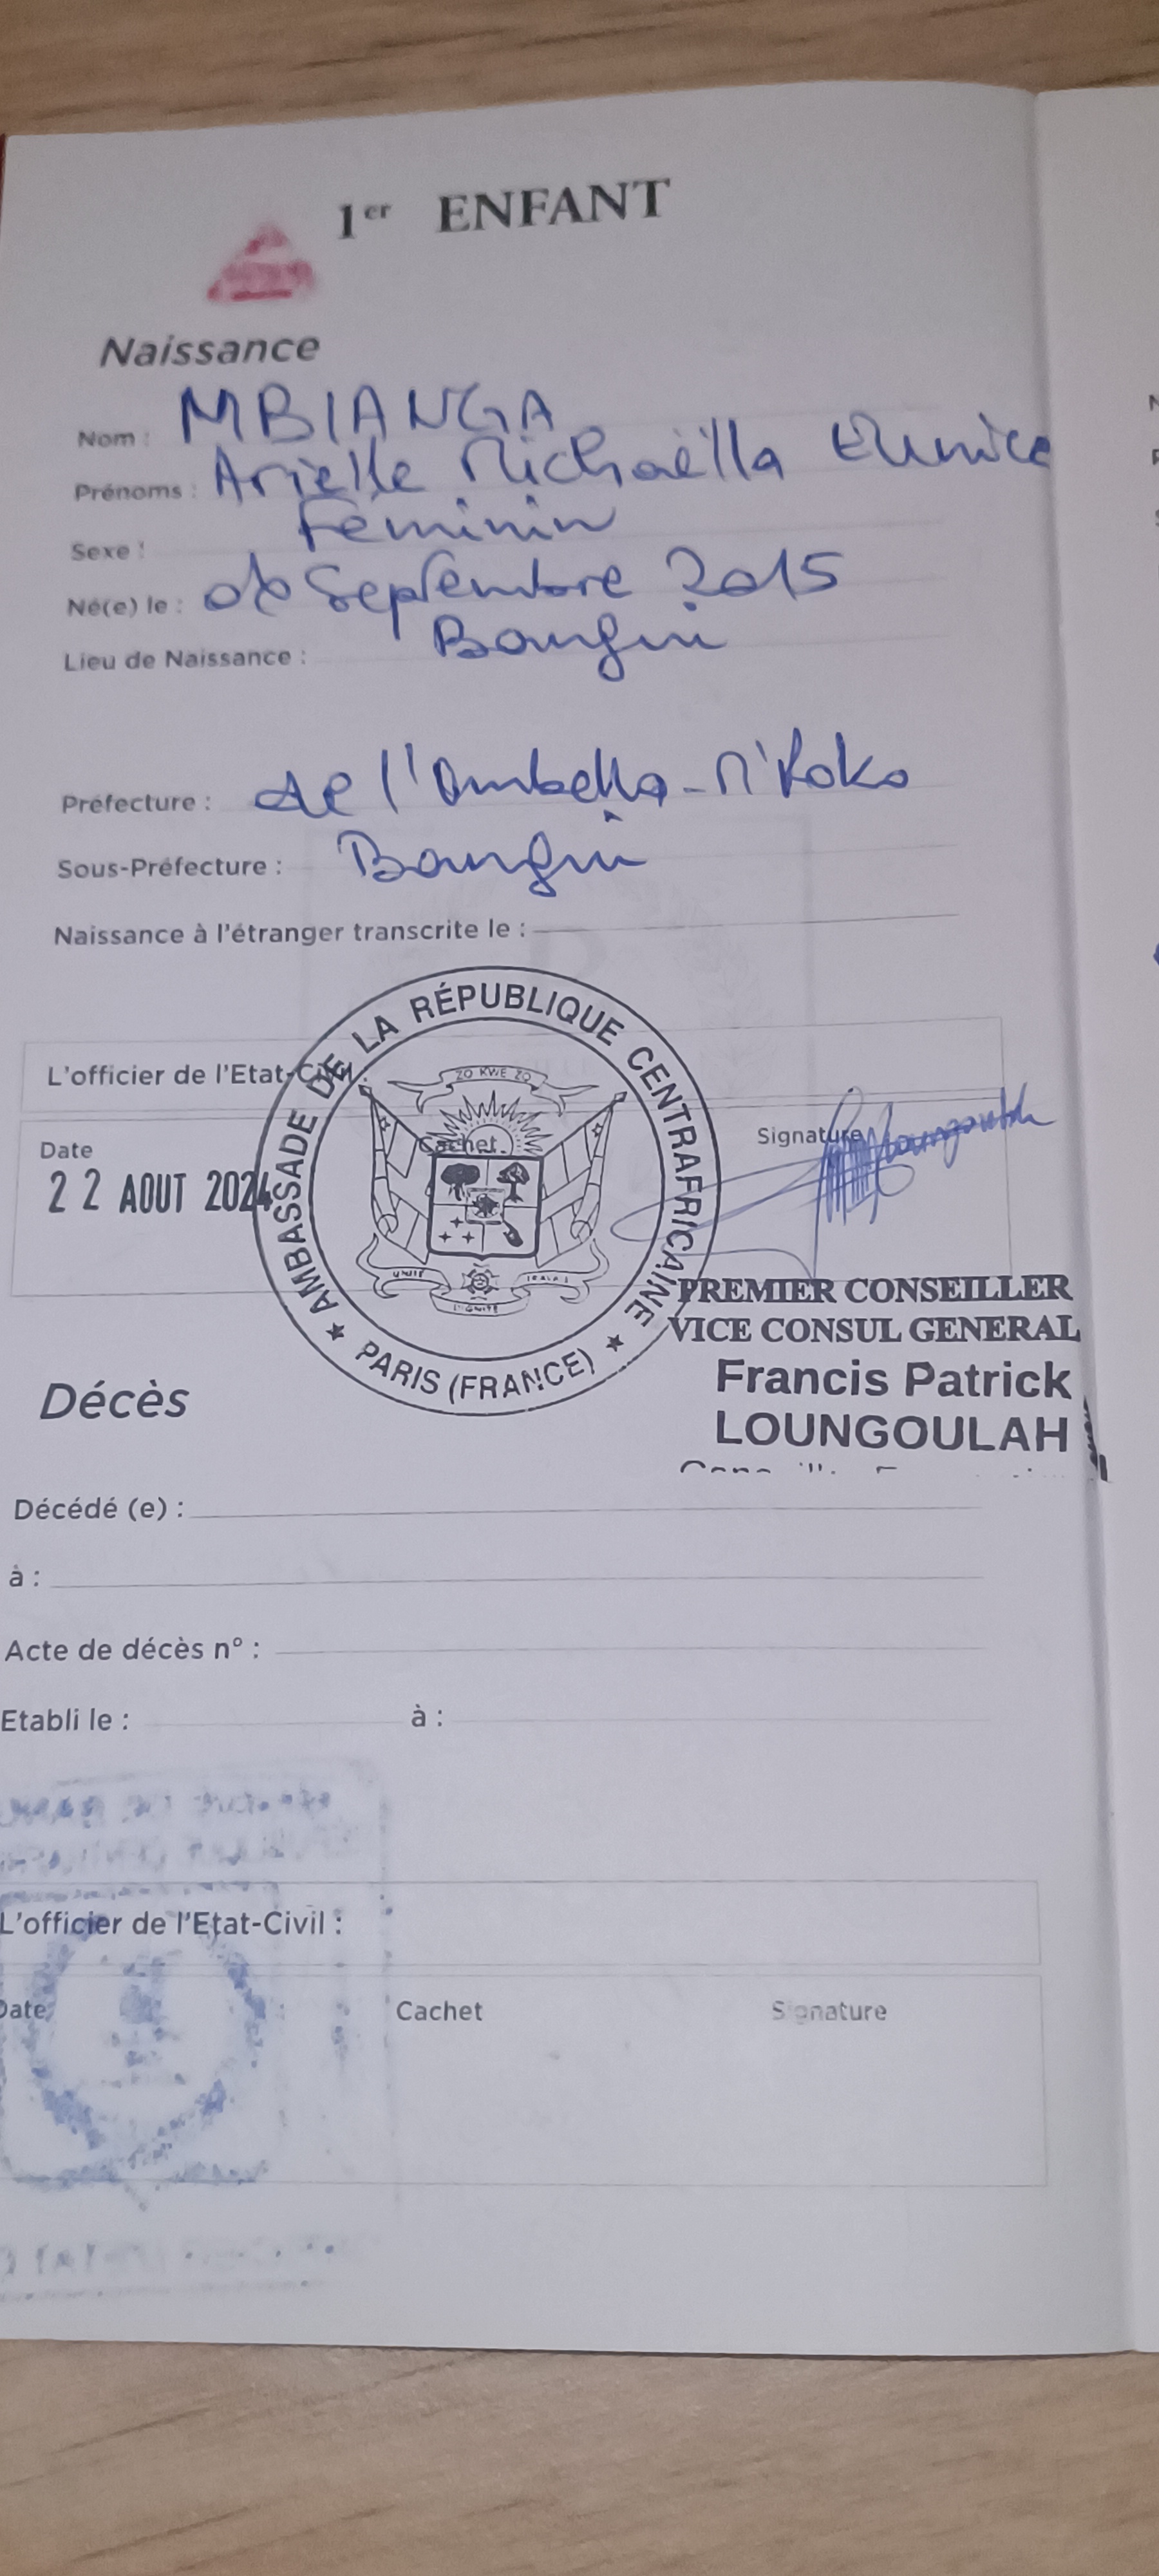 1er ENFANT
Naissance
Nom : MBIANGA
Prénoms : Arielle Michaëlla Eunice
Sexe : Féminin
Né(e) le : Septembre 2015
Lieu de Naissance : Bangui
Préfecture : de l'Ombella-M'Poko
Sous-Préfecture : Bangui
Naissance à l'étranger transcrite le :
L'officier de l'Etat-Civil :
Date
22 AOUT 2024
Cachet
Signature
AMBASSADE DE LA RÉPUBLIQUE CENTRAFRICAINE
★ PARIS (FRANCE) ★
ZO KWE ZO
UNITÉ
DIGNITÉ
PREMIER CONSEILLER
VICE CONSUL GENERAL
Francis Patrick
LOUNGOULAH
Décès
Décédé (e) :
à :
Acte de décès n° :
Etabli le : à :
L'officier de l'Etat-Civil :
Date Cachet Signature